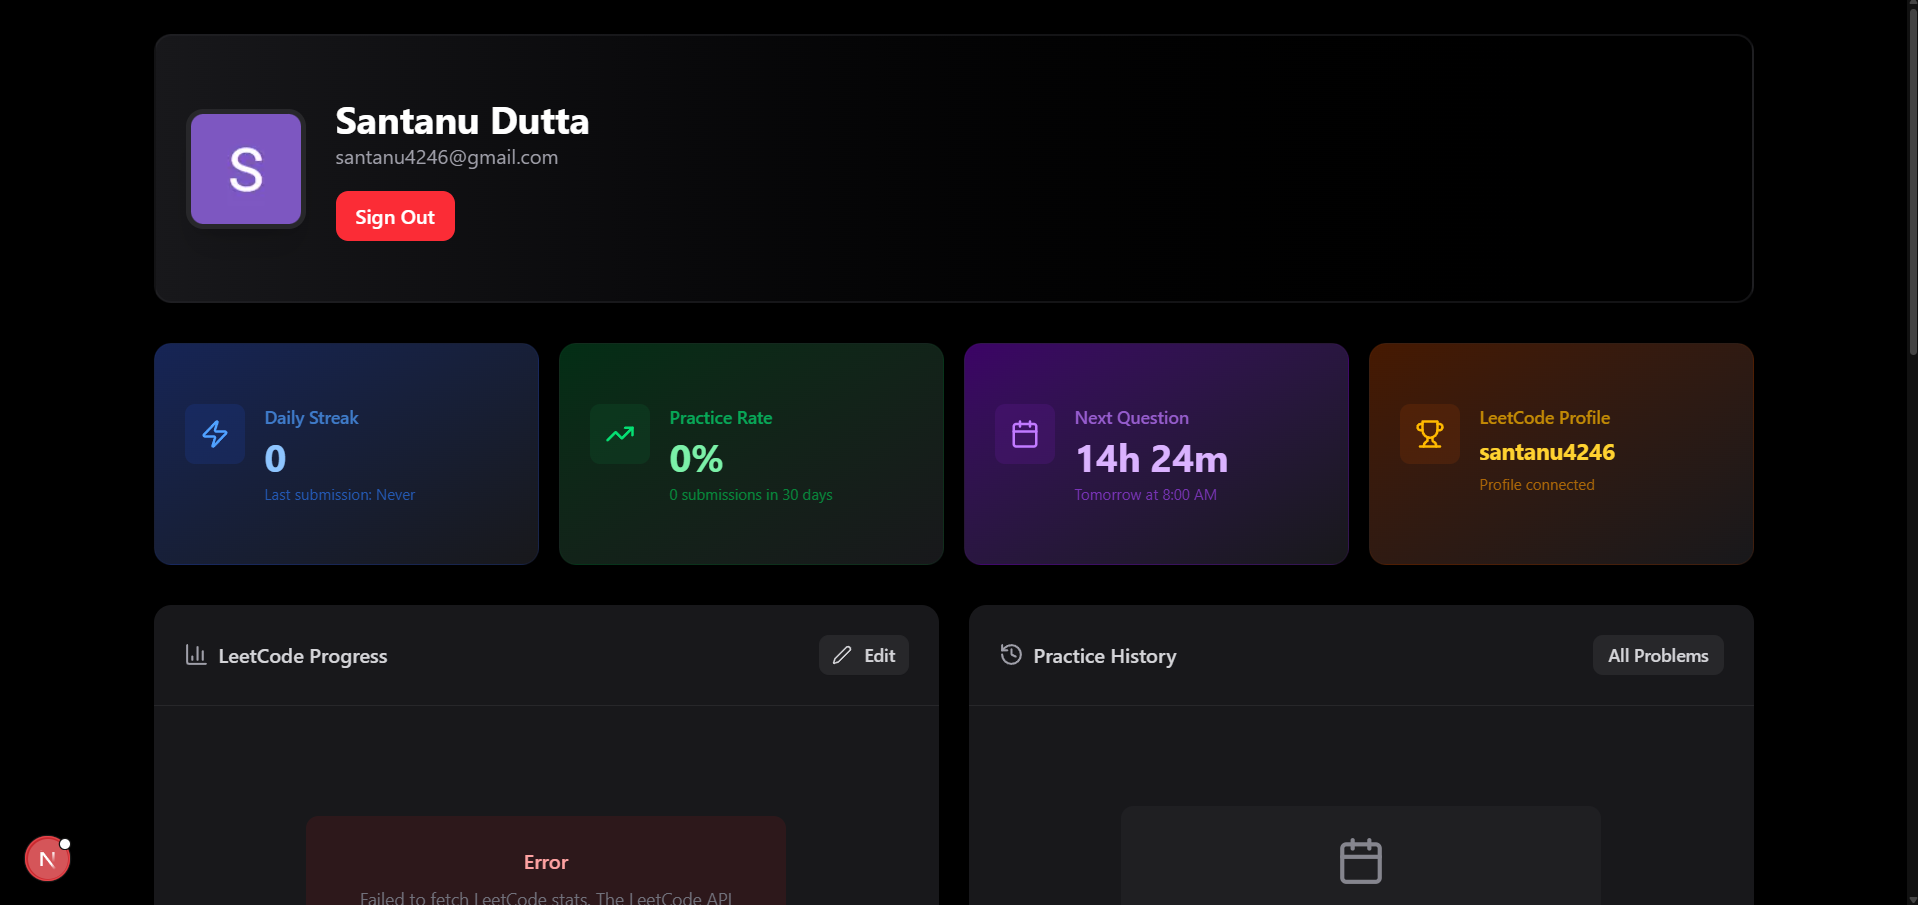 S
Santanu Dutta
santanu4246@gmail.com
Sign Out
Daily Streak
0
Last submission: Never
Practice Rate
0%
0 submissions in 30 days
Next Question
14h 24m
Tomorrow at 8:00 AM
LeetCode Profile
santanu4246
Profile connected
LeetCode Progress
Edit
Practice History
All Problems
Error
Failed to fetch LeetCode stats. The LeetCode API
N